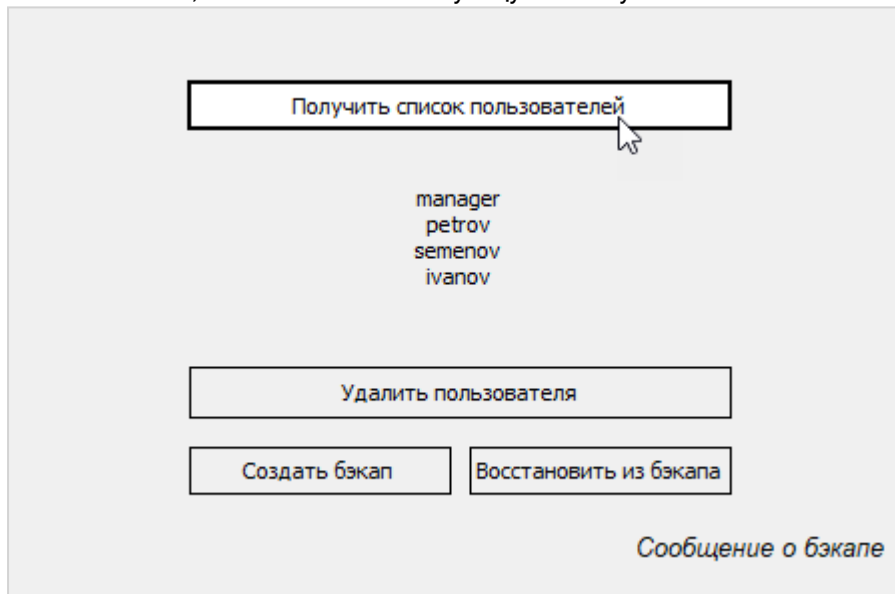 Получить список пользователей
manager
petrov
semenov
ivanov
Удалить пользователя
Создать бэкап Восстановить из бэкапа
Сообщение о бэкапе